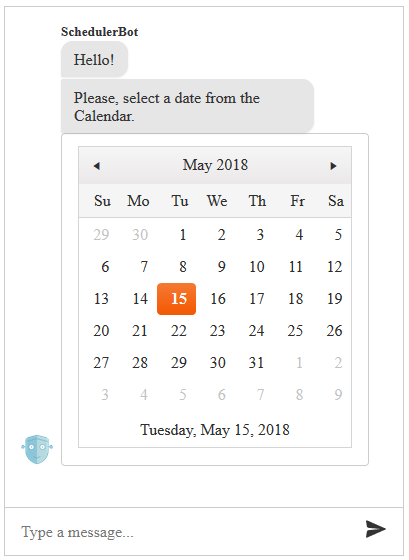 SchedulerBot
Hello!
Please, select a date from the
Calendar.
May 2018
Su Mo Tu We Th Fr Sa
29 30 1 2 3 4 5
6 7 8 9 10 11 12
13 14 15 16 17 18 19
20 21 22 23 24 25 26
27 28 29 30 31 1 2
3 4 5 6 7 8 9
Tuesday, May 15, 2018
Type a message...